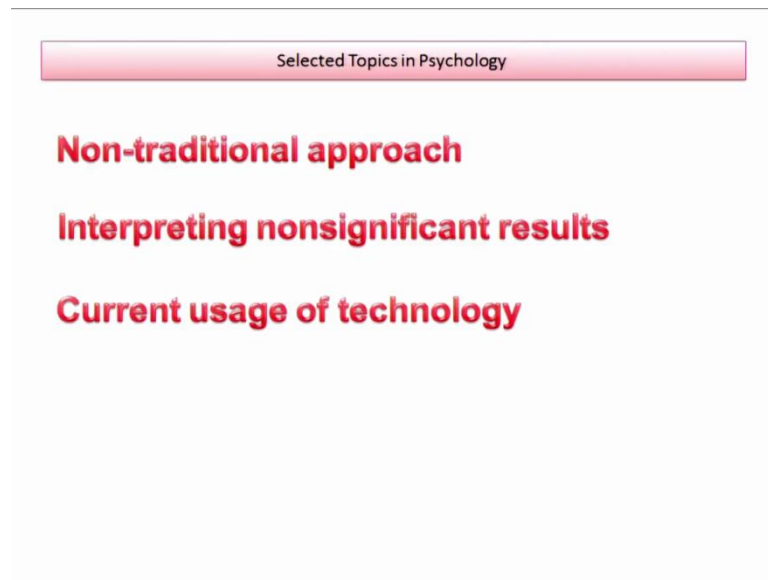 Selected Topics in Psychology
Non-traditional approach
Interpreting nonsignificant results
Current usage of technology